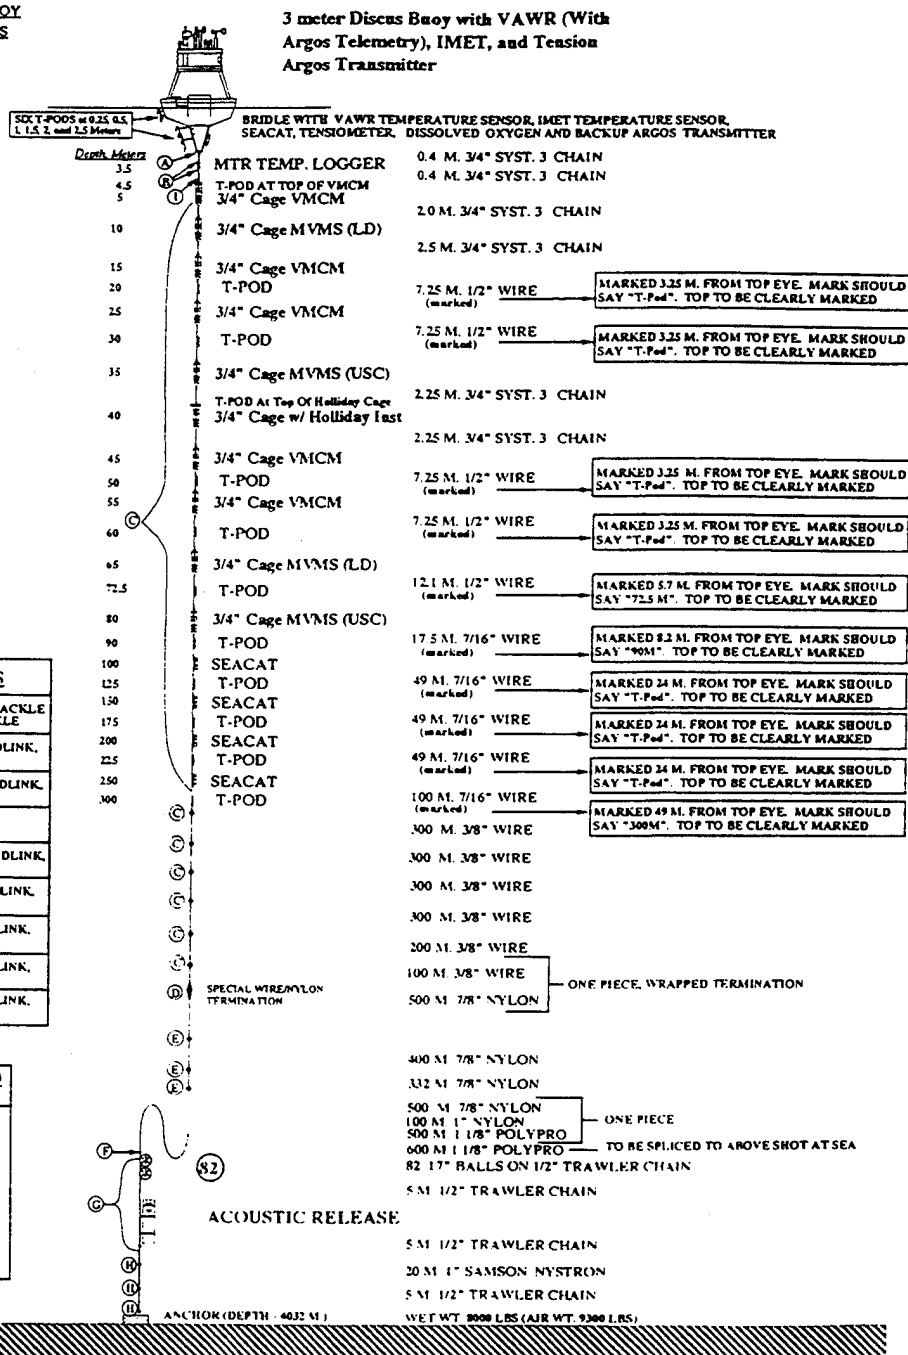 OY
S
3 meter Discus Buoy with VAWR (With
Argos Telemetry), IMET, and Tension
Argos Transmitter
SIX T-PODS at 0.25, 0.5,
1, 1.5, 2, and 2.5 Meters
BRIDLE WITH VAWR TEMPERATURE SENSOR, IMET TEMPERATURE SENSOR,
SEACAT, TENSIOMETER, DISSOLVED OXYGEN AND BACKUP ARGOS TRANSMITTER
Depth, Meters
A
0.4 M. 3/4" SYST. 3 CHAIN
3.5 MTR TEMP. LOGGER
B
0.4 M. 3/4" SYST. 3 CHAIN
4.5 T-POD AT TOP OF VMCM
5 I 3/4" Cage VMCM
2.0 M. 3/4" SYST. 3 CHAIN
10 3/4" Cage MVMS (LD)
2.5 M. 3/4" SYST. 3 CHAIN
15 3/4" Cage VMCM
20 T-POD 7.25 M. 1/2" WIRE
(marked)
MARKED 3.25 M. FROM TOP EYE. MARK SHOULD
SAY "T-Pod". TOP TO BE CLEARLY MARKED
25 3/4" Cage VMCM
30 T-POD 7.25 M. 1/2" WIRE
(marked)
MARKED 3.25 M. FROM TOP EYE. MARK SHOULD
SAY "T-Pod". TOP TO BE CLEARLY MARKED
35 3/4" Cage MVMS (USC)
2.25 M. 3/4" SYST. 3 CHAIN
T-POD At Top Of Holliday Cage
40 3/4" Cage w/ Holliday Inst
2.25 M. 3/4" SYST. 3 CHAIN
45 3/4" Cage VMCM
50 T-POD 7.25 M. 1/2" WIRE
(marked)
MARKED 3.25 M. FROM TOP EYE. MARK SHOULD
SAY "T-Pod". TOP TO BE CLEARLY MARKED
55 3/4" Cage VMCM
C
60 T-POD 7.25 M. 1/2" WIRE
(marked)
MARKED 3.25 M. FROM TOP EYE. MARK SHOULD
SAY "T-Pod". TOP TO BE CLEARLY MARKED
65 3/4" Cage MVMS (LD)
72.5 T-POD 12.1 M. 1/2" WIRE
(marked)
MARKED 5.7 M. FROM TOP EYE. MARK SHOULD
SAY "72.5 M". TOP TO BE CLEARLY MARKED
80 3/4" Cage MVMS (USC)
90 T-POD 17.5 M. 7/16" WIRE
(marked)
MARKED 8.2 M. FROM TOP EYE. MARK SHOULD
SAY "90M". TOP TO BE CLEARLY MARKED
100 SEACAT
125 T-POD 49 M. 7/16" WIRE
(marked)
MARKED 24 M. FROM TOP EYE. MARK SHOULD
SAY "T-Pod". TOP TO BE CLEARLY MARKED
150 SEACAT
175 T-POD 49 M. 7/16" WIRE
(marked)
MARKED 24 M. FROM TOP EYE. MARK SHOULD
SAY "T-Pod". TOP TO BE CLEARLY MARKED
200 SEACAT
225 T-POD 49 M. 7/16" WIRE
(marked)
MARKED 24 M. FROM TOP EYE. MARK SHOULD
SAY "T-Pod". TOP TO BE CLEARLY MARKED
250 SEACAT
300 T-POD 100 M. 7/16" WIRE
(marked)
MARKED 49 M. FROM TOP EYE. MARK SHOULD
SAY "300M". TOP TO BE CLEARLY MARKED
S
ACKLE
LE
DLINK,
DLINK,
DLINK,
LINK,
LINK,
LINK,
LINK,
C
300 M. 3/8" WIRE
C
300 M. 3/8" WIRE
C
300 M. 3/8" WIRE
C
300 M. 3/8" WIRE
C
200 M. 3/8" WIRE
C
100 M. 3/8" WIRE
ONE PIECE, WRAPPED TERMINATION
D SPECIAL WIRE/NYLON
TERMINATION
500 M. 7/8" NYLON
E
400 M 7/8" NYLON
E
332 M 7/8" NYLON
E
500 M 7/8" NYLON
100 M 1" NYLON
500 M 1 1/8" POLYPRO
ONE PIECE
600 M 1 1/8" POLYPRO TO BE SPLICED TO ABOVE SHOT AT SEA
F
82
82 17" BALLS ON 1/2" TRAWLER CHAIN
5 M 1/2" TRAWLER CHAIN
G
ACOUSTIC RELEASE
5 M 1/2" TRAWLER CHAIN
H
20 M 1" SAMSON NYSTRON
H
5 M 1/2" TRAWLER CHAIN
H
ANCHOR (DEPTH - 4032 M) WET WT 8000 LBS (AIR WT. 9300 LBS)